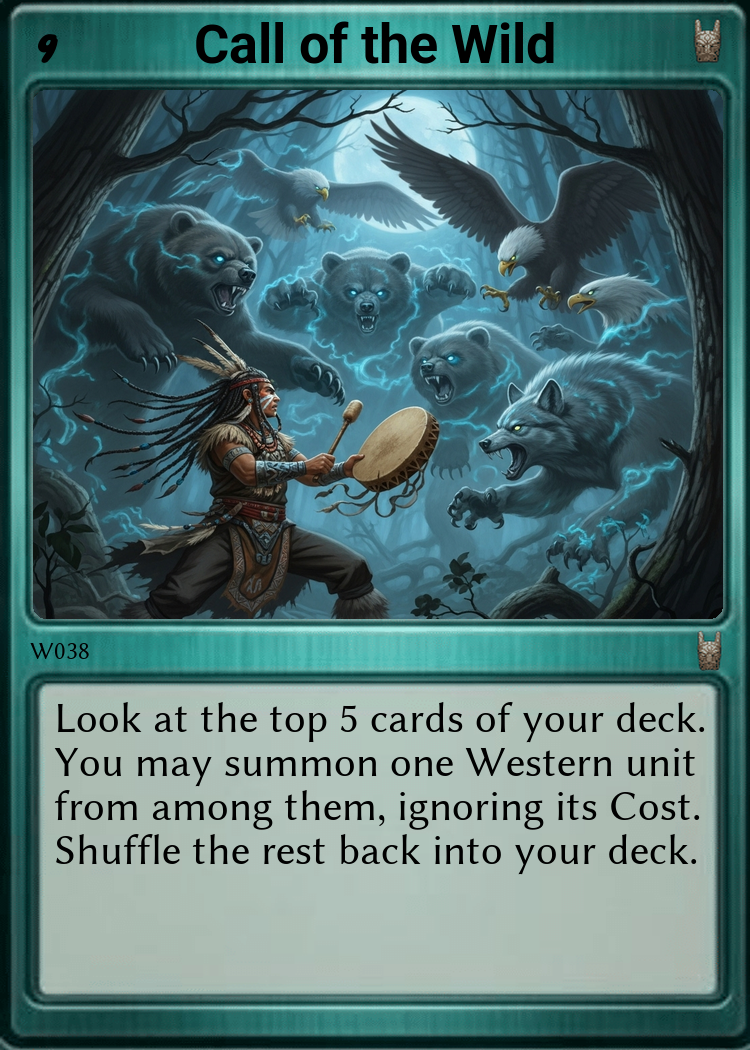 9
Call of the Wild
W038
Look at the top 5 cards of your deck.
You may summon one Western unit
from among them, ignoring its Cost.
Shuffle the rest back into your deck.